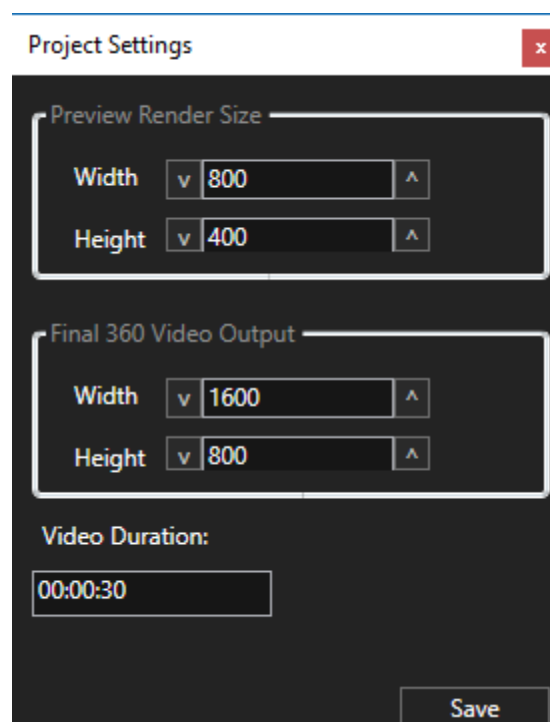 Project Settings x
Preview Render Size
Width v 800 ^
Height v 400 ^
Final 360 Video Output
Width v 1600 ^
Height v 800 ^
Video Duration:
00:00:30
Save